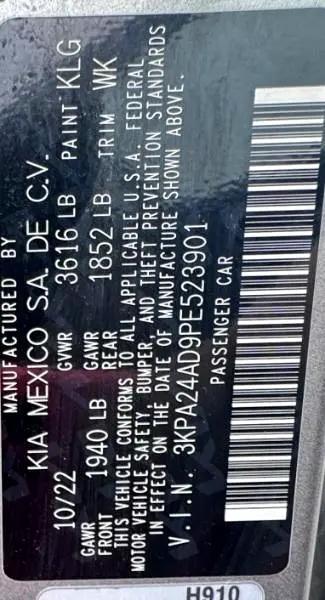 MANUFACTURED BY
KIA MEXICO S.A. DE C.V.
10/22 GVWR 3616 LB PAINT KLG
GAWR FRONT 1940 LB GAWR REAR 1852 LB TRIM WK
THIS VEHICLE CONFORMS TO ALL APPLICABLE U.S.A. FEDERAL
MOTOR VEHICLE SAFETY, BUMPER, AND THEFT PREVENTION STANDARDS
IN EFFECT ON THE DATE OF MANUFACTURE SHOWN ABOVE.
V.I.N. 3KPA24AD9PE523901
PASSENGER CAR
H910